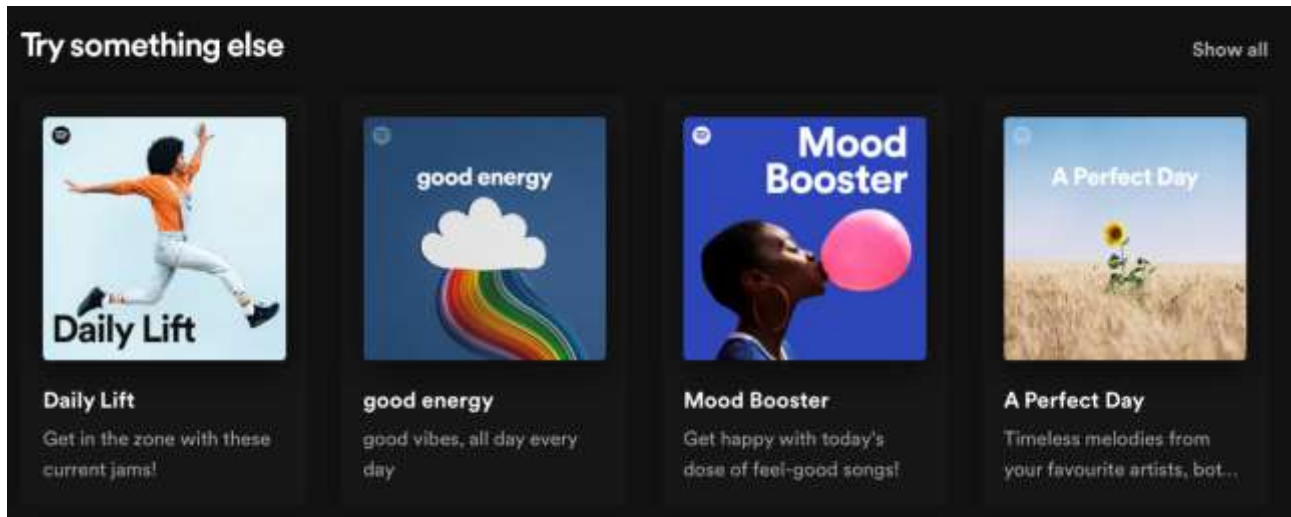 Try something else
Show all
Daily Lift
good energy
Mood
Booster
A Perfect Day
Daily Lift
Get in the zone with these
current jams!
good energy
good vibes, all day every
day
Mood Booster
Get happy with today's
dose of feel-good songs!
A Perfect Day
Timeless melodies from
your favourite artists, bot...